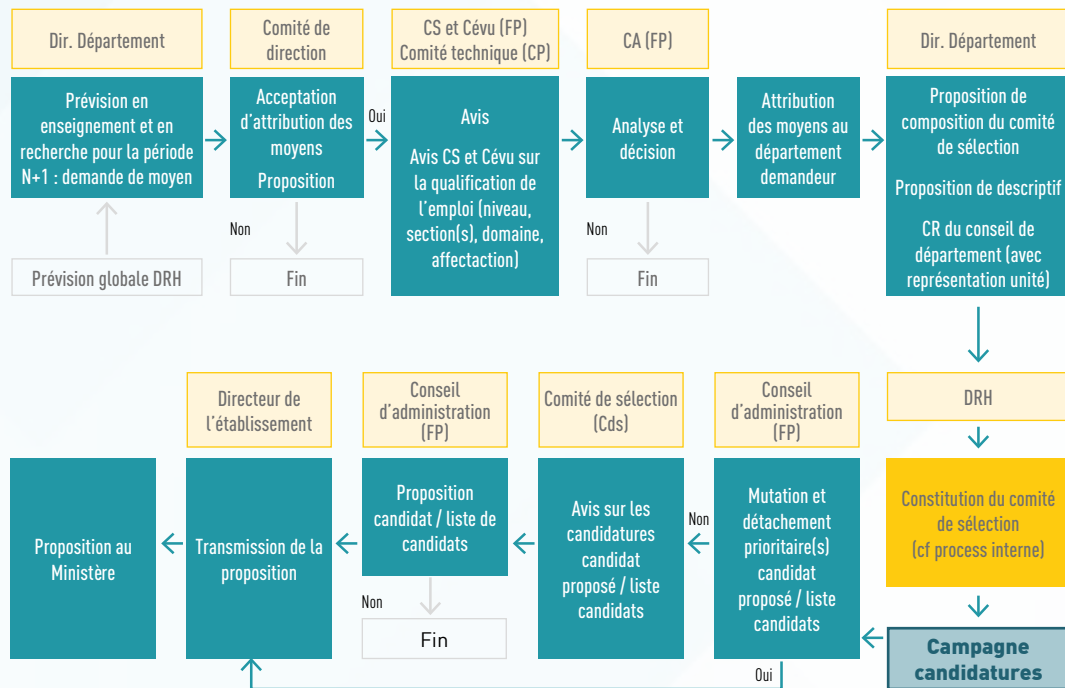 Dir. Département
Comité de
direction
CS et Cévu (FP)
Comité technique (CP)
CA (FP)
Dir. Département
Prévision en
enseignement et en
recherche pour la période
N+1 : demande de moyen
Acceptation
d'attribution des
moyens
Proposition
Oui
Avis
Avis CS et Cévu sur
la qualification de
l'emploi (niveau,
section(s), domaine,
affectaction)
Analyse et
décision
Attribution
des moyens au
département
demandeur
Proposition de
composition du comité
de sélection
Proposition de descriptif
CR du conseil de
département (avec
représentation unité)
Non
Non
Prévision globale DRH
Fin
Fin
Directeur de
l'établissement
Conseil
d'administration
(FP)
Comité de sélection
(Cds)
Conseil
d'administration
(FP)
DRH
Proposition au
Ministère
Transmission de la
proposition
Proposition
candidat / liste de
candidats
Avis sur les
candidatures
candidat
proposé / liste
candidats
Non
Mutation et
détachement
prioritaire(s)
candidat
proposé / liste
candidats
Constitution du comité
de sélection
(cf process interne)
Non
Fin
Campagne
candidatures
Oui